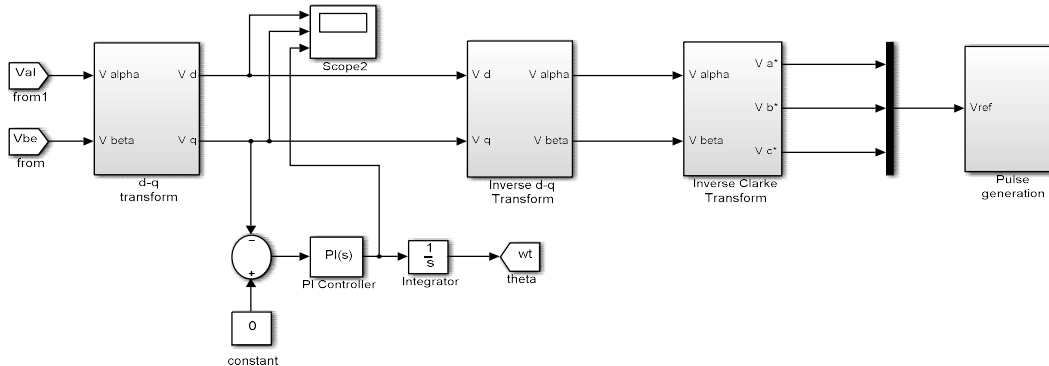 Scope2
Val
from1
Vbe
from
V alpha
V d
V beta
V q
d-q
transform
V d
V alpha
V q
V beta
Inverse d-q
Transform
V alpha
V a*
V b*
V beta
V c*
Inverse Clarke
Transform
Vref
Pulse
generation
−
+
PI(s)
PI Controller
1
s
Integrator
wt
theta
0
constant